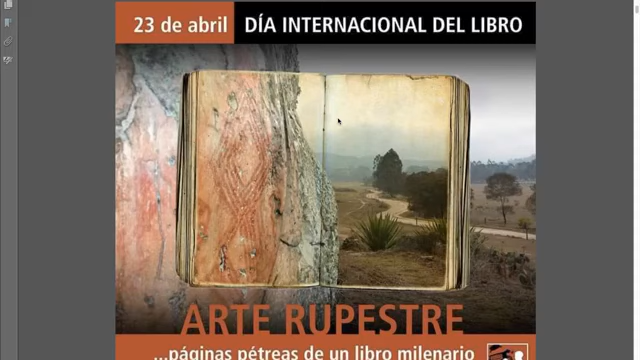 23 de abril DÍA INTERNACIONAL DEL LIBRO
ARTE RUPESTRE
...páginas pétreas de un libro milenario